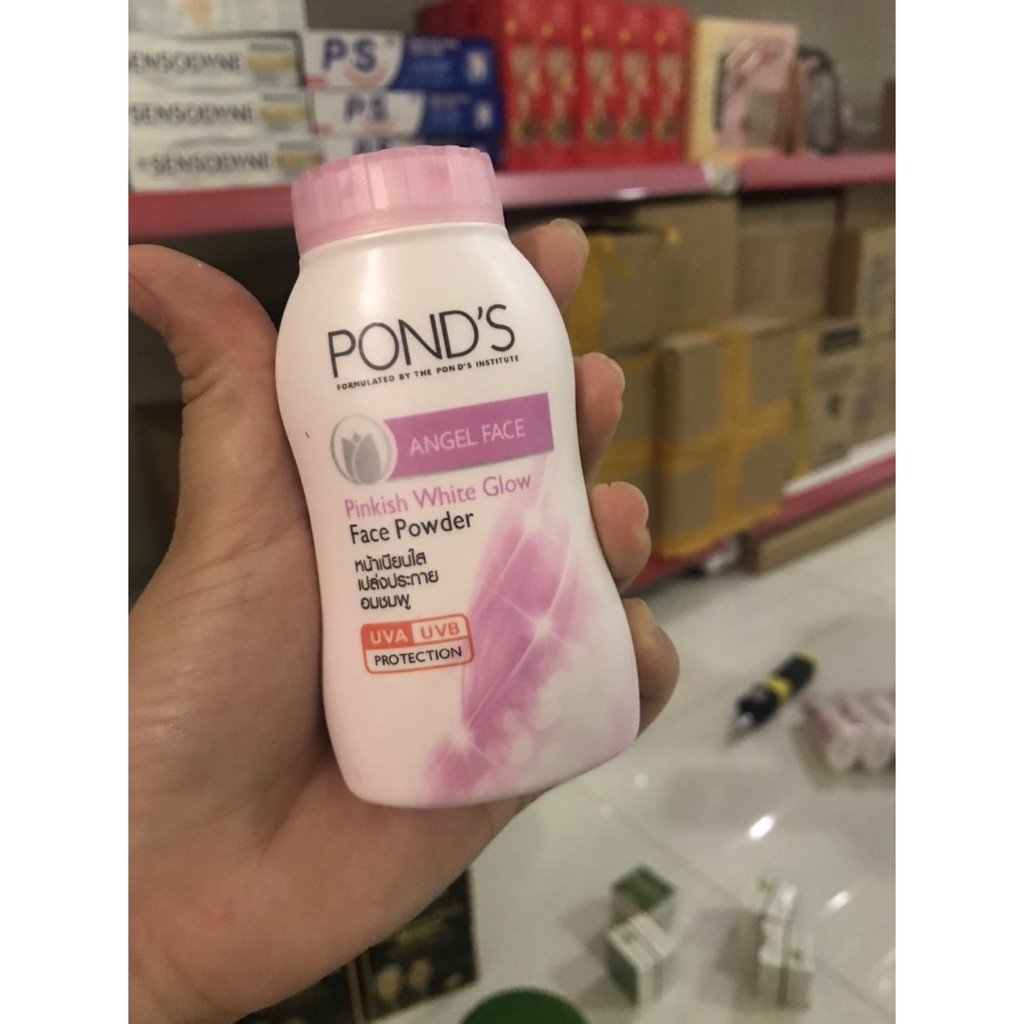 SENSODYNE
SENSODYNE
SENSODYNE
P/S
P/S
POND'S
FORMULATED BY THE POND'S INSTITUTE
ANGEL FACE
Pinkish White Glow
Face Powder
หน้าเนียนใส
เปล่งประกาย
อมชมพู
UVA UVB
PROTECTION